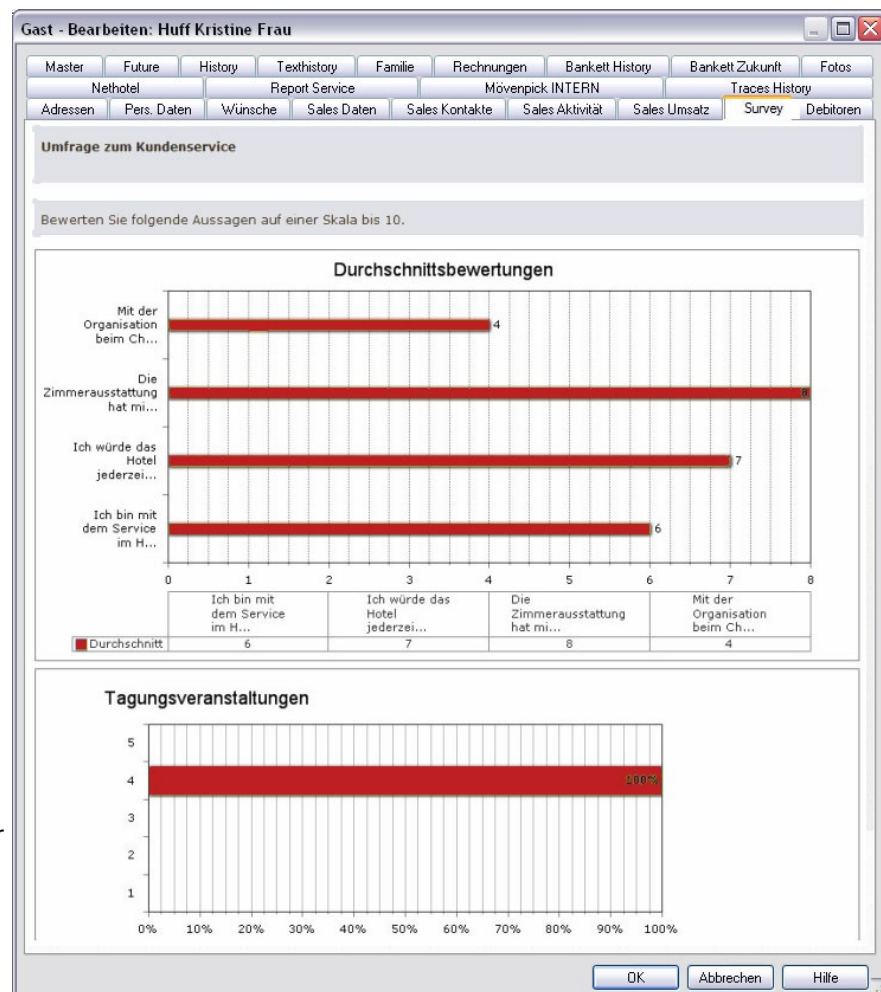 Gast - Bearbeiten: Huff Kristine Frau
Master Future History Texthistory Familie Rechnungen Bankett History Bankett Zukunft Fotos
Nethotel Report Service Mövenpick INTERN Traces History
Adressen Pers. Daten Wünsche Sales Daten Sales Kontakte Sales Aktivität Sales Umsatz Survey Debitoren
Umfrage zum Kundenservice
Bewerten Sie folgende Aussagen auf einer Skala bis 10.
Durchschnittsbewertungen
Mit der
Organisation
beim Ch...
4
Die
Zimmerausstattung
hat mi...
8
Ich würde das
Hotel
jederzei...
7
Ich bin mit
dem Service
im H...
6
0 1 2 3 4 5 6 7 8
Ich bin mit Ich würde das Die Mit der
dem Service Hotel Zimmerausstattung Organisation
im H... jederzei... hat mi... beim Ch...
Durchschnitt 6 7 8 4
Tagungsveranstaltungen
5
4 100%
3
2
1
0% 10% 20% 30% 40% 50% 60% 70% 80% 90% 100%
OK Abbrechen Hilfe